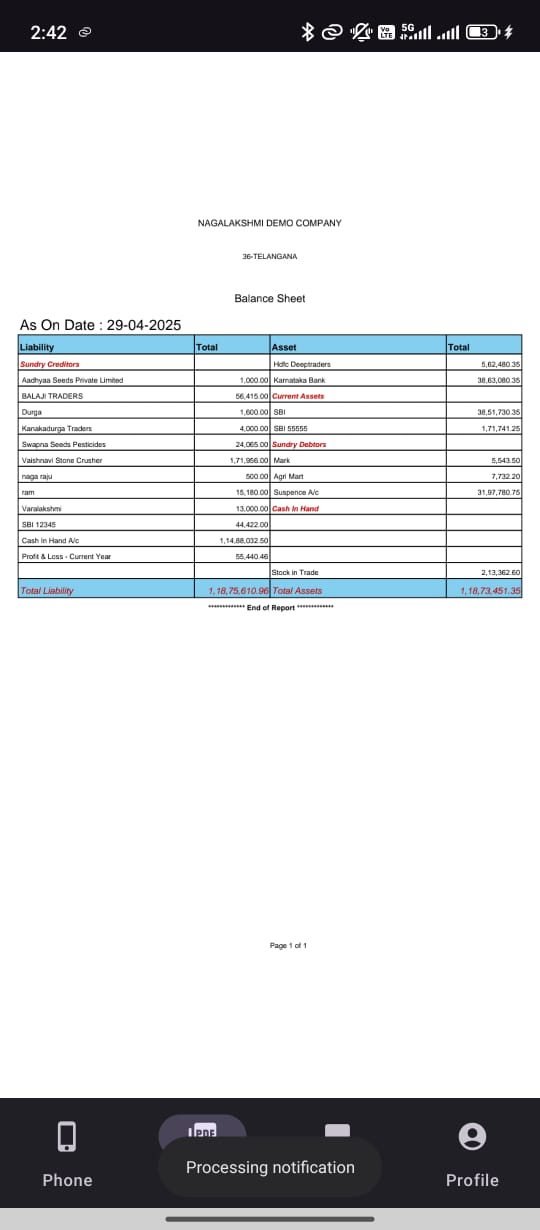 2:42
Vo LTE 5G 3
NAGALAKSHMI DEMO COMPANY
36-TELANGANA
Balance Sheet
As On Date : 29-04-2025
Liability Total Asset Total
Sundry Creditors Hdfc Deeptraders 5,62,480.35
Aadhyaa Seeds Private Limited 1,000.00 Karnataka Bank 38,63,080.35
BALAJI TRADERS 56,415.00 Current Assets
Durga 1,600.00 SBI 38,51,730.35
Kanakadurga Traders 4,000.00 SBI 55555 1,71,741.25
Swapna Seeds Pesticides 24,065.00 Sundry Debtors
Vaishnavi Stone Crusher 1,71,956.00 Mark 5,543.50
naga raju 500.00 Agri Mart 7,732.20
ram 15,180.00 Suspence A/c 31,97,780.75
Varalakshmi 13,000.00 Cash In Hand
SBI 12345 44,422.00
Cash In Hand A/c 1,14,88,032.50
Profit & Loss - Current Year 55,440.46
Stock in Trade 2,13,362.60
Total Liability 1,18,75,610.96 Total Assets 1,18,73,451.35
************* End of Report *************
Page 1 of 1
PDF
Processing notification
Phone Profile